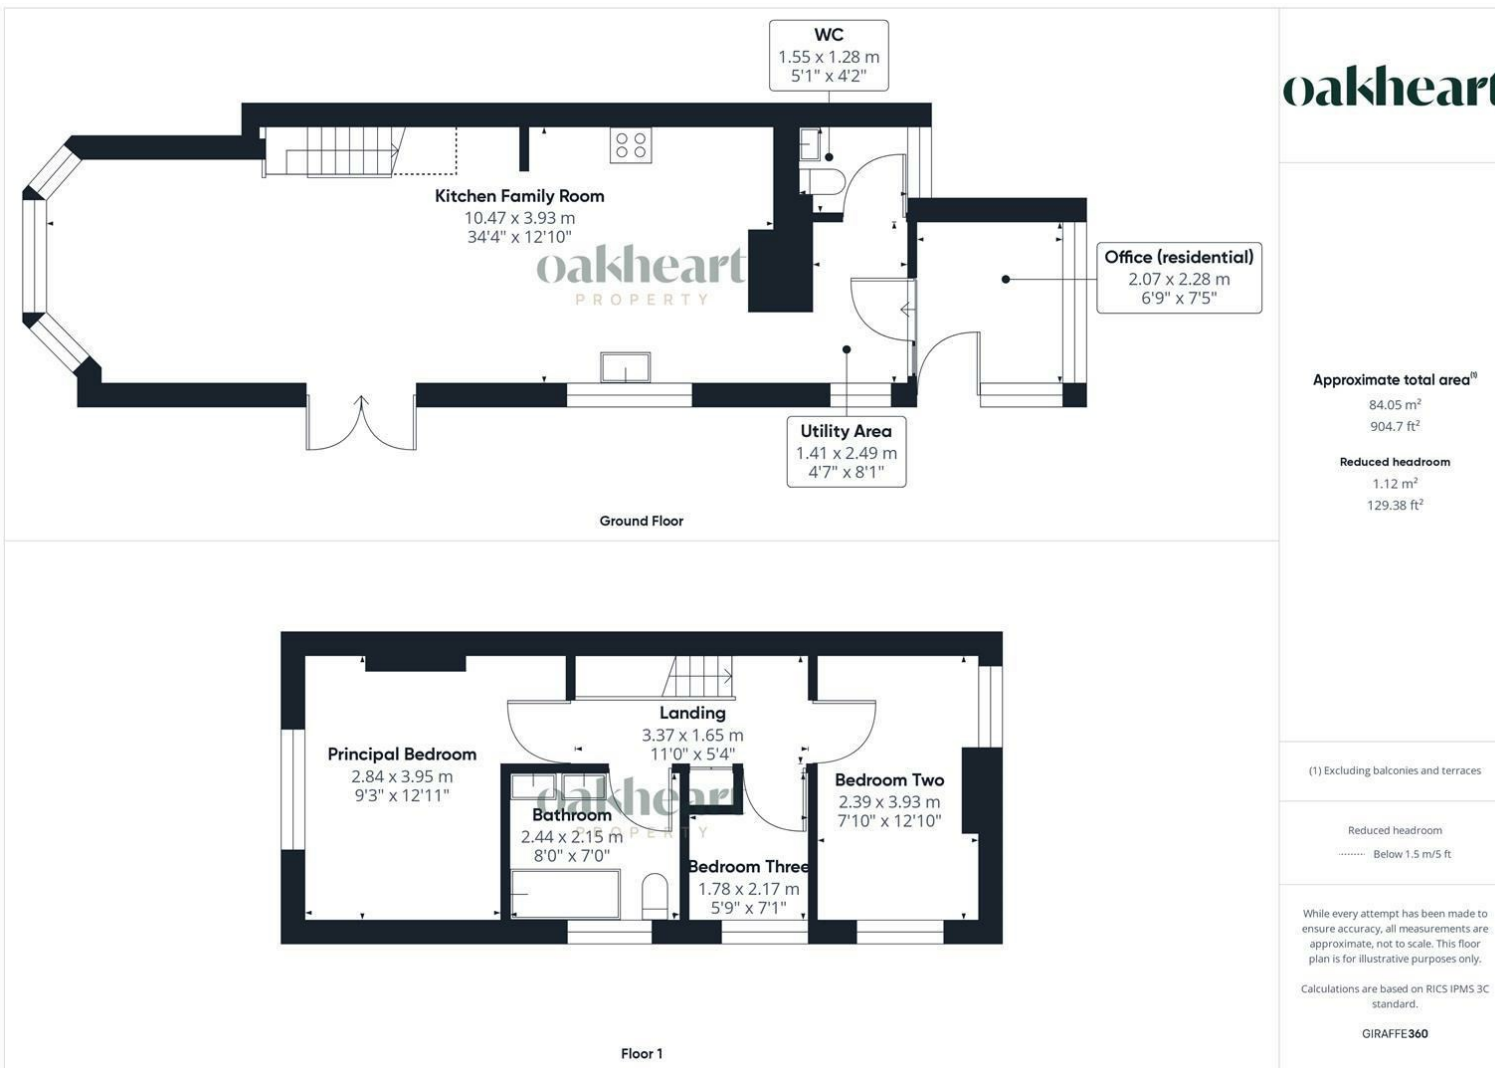 WC
1.55 x 1.28 m
5'1" x 4'2"
Kitchen Family Room
10.47 x 3.93 m
34'4" x 12'10"
oakheart
PROPERTY
Office (residential)
2.07 x 2.28 m
6'9" x 7'5"
Utility Area
1.41 x 2.49 m
4'7" x 8'1"
Ground Floor
Landing
3.37 x 1.65 m
11'0" x 5'4"
Principal Bedroom
2.84 x 3.95 m
9'3" x 12'11"
Bedroom Two
2.39 x 3.93 m
7'10" x 12'10"
oakheart
PROPERTY
Bathroom
2.44 x 2.15 m
8'0" x 7'0"
Bedroom Three
1.78 x 2.17 m
5'9" x 7'1"
Floor 1
oakheart
Approximate total area(1)
84.05 m²
904.7 ft²
Reduced headroom
1.12 m²
129.38 ft²
(1) Excluding balconies and terraces
Reduced headroom
Below 1.5 m/5 ft
While every attempt has been made to
ensure accuracy, all measurements are
approximate, not to scale. This floor
plan is for illustrative purposes only.
Calculations are based on RICS IPMS 3C
standard.
GIRAFFE360